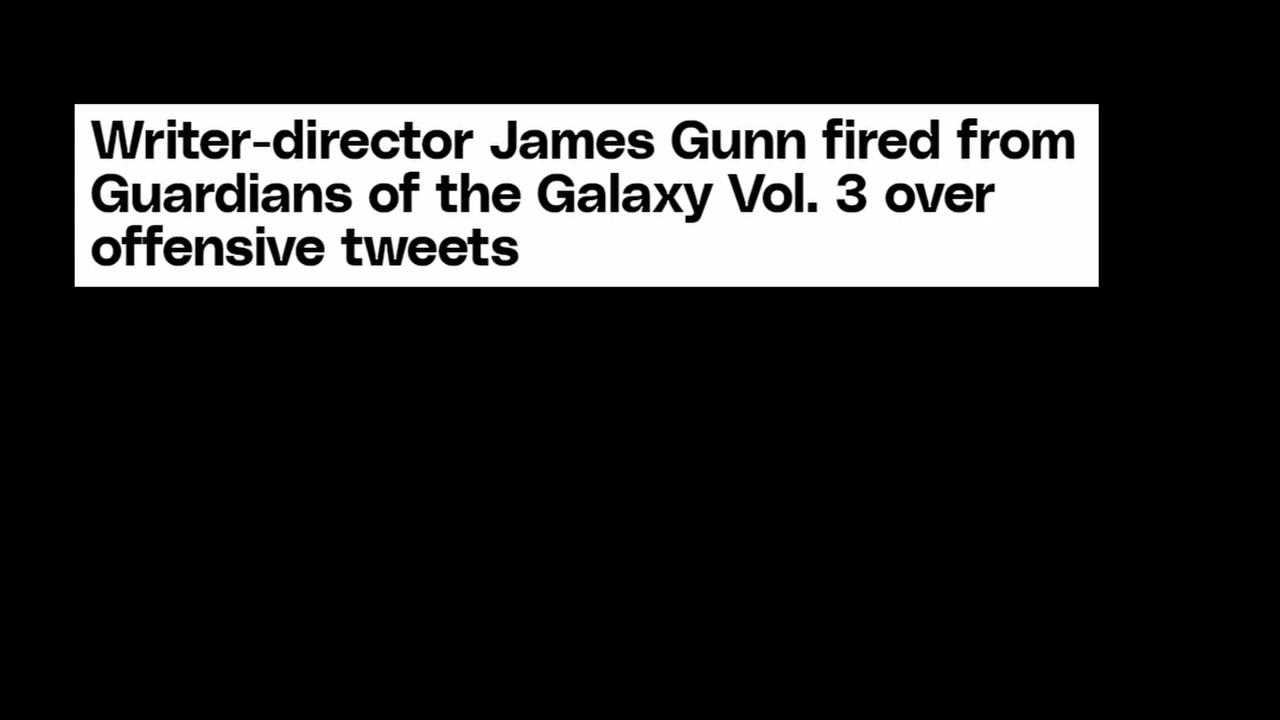 Writer-director James Gunn fired from
Guardians of the Galaxy Vol. 3 over
offensive tweets